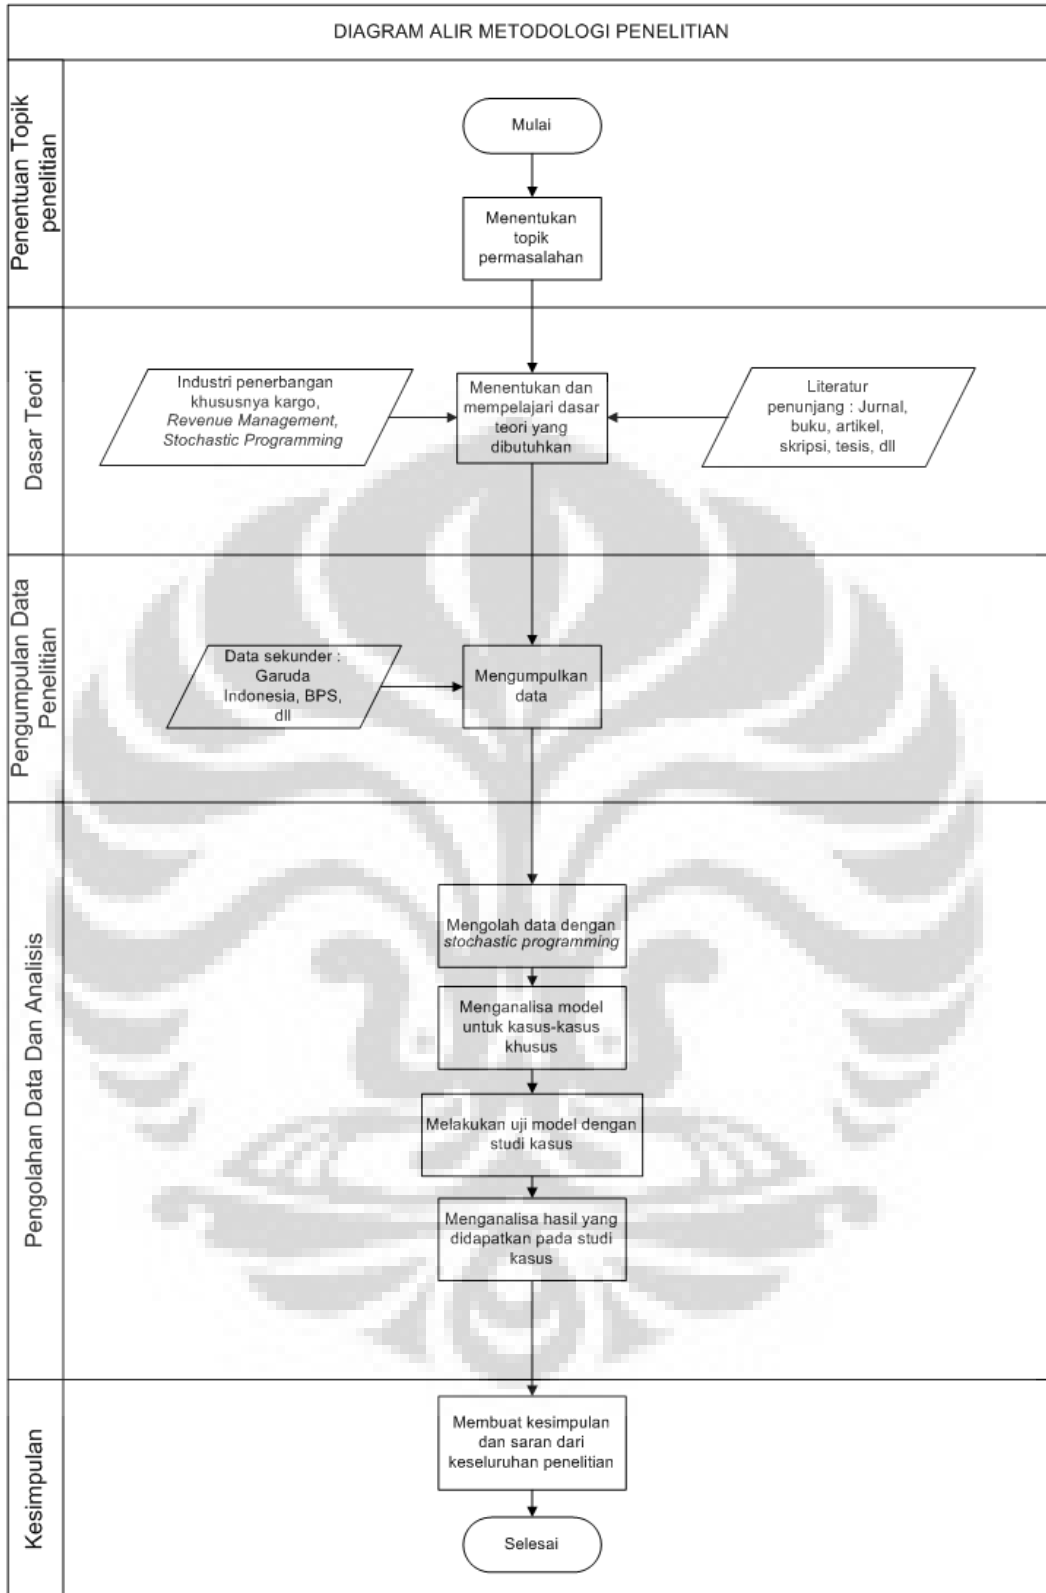 DIAGRAM ALIR METODOLOGI PENELITIAN
Penentuan Topik
penelitian
Mulai
Menentukan
topik
permasalahan
Dasar Teori
Industri penerbangan
khususnya kargo,
Revenue Management,
Stochastic Programming
Menentukan dan
mempelajari dasar
teori yang
dibutuhkan
Literatur
penunjang : Jurnal,
buku, artikel,
skripsi, tesis, dll
Pengumpulan Data
Penelitian
Data sekunder :
Garuda
Indonesia, BPS,
dll
Mengumpulkan
data
Pengolahan Data Dan Analisis
Mengolah data dengan
stochastic programming
Menganalisa model
untuk kasus-kasus
khusus
Melakukan uji model dengan
studi kasus
Menganalisa hasil yang
didapatkan pada studi
kasus
Kesimpulan
Membuat kesimpulan
dan saran dari
keseluruhan penelitian
Selesai